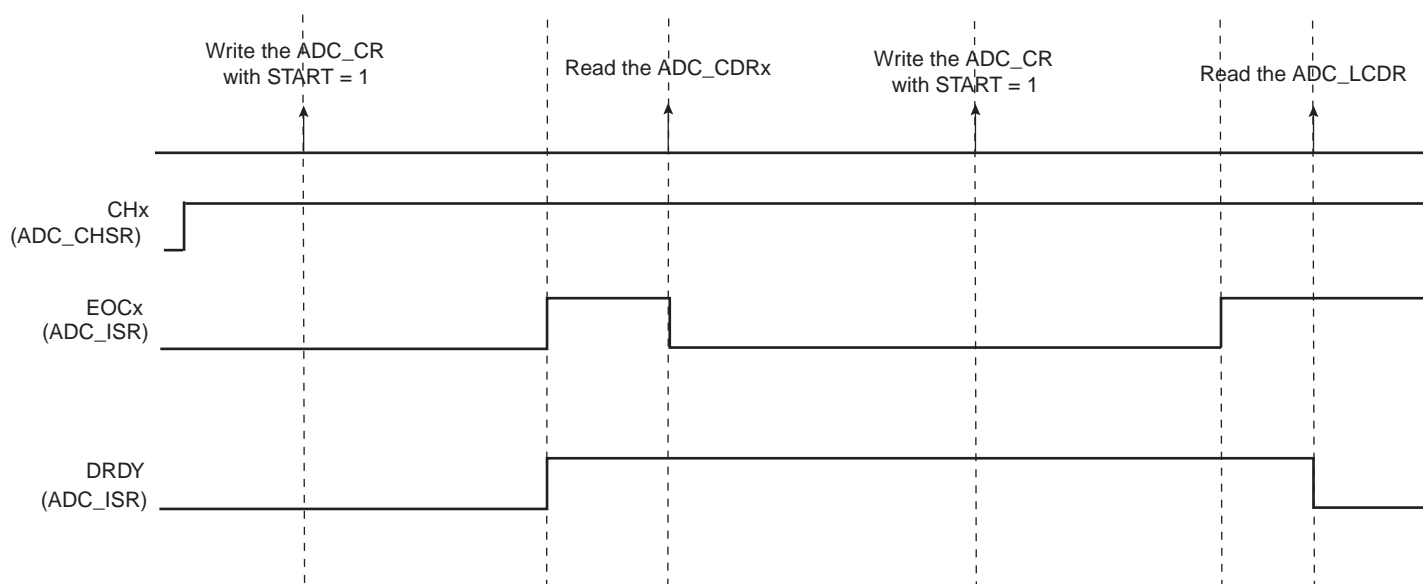 Write the ADC_CR
with START = 1
Read the ADC_CDRx
Write the ADC_CR
with START = 1
Read the ADC_LCDR
CHx
(ADC_CHSR)
EOCx
(ADC_ISR)
DRDY
(ADC_ISR)